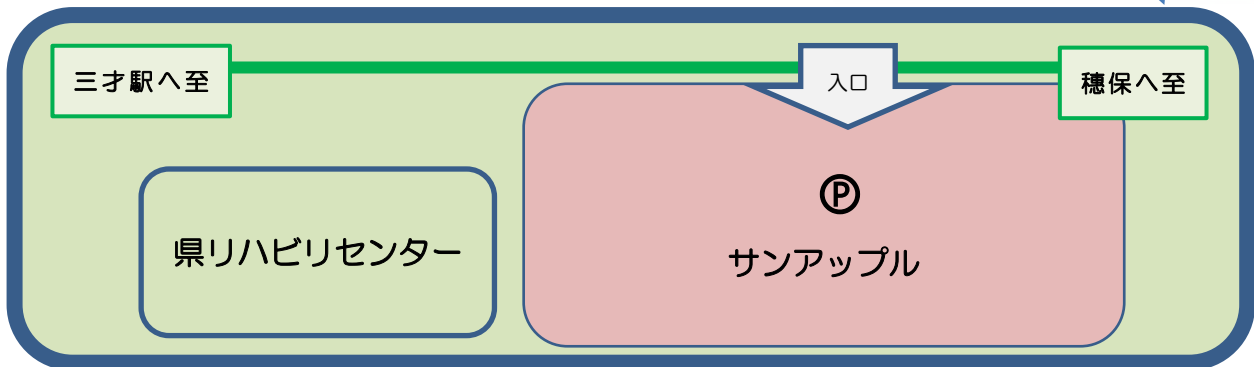 三才駅へ至
入口
穂保へ至
Ⓟ
県リハビリセンター
サンアップル